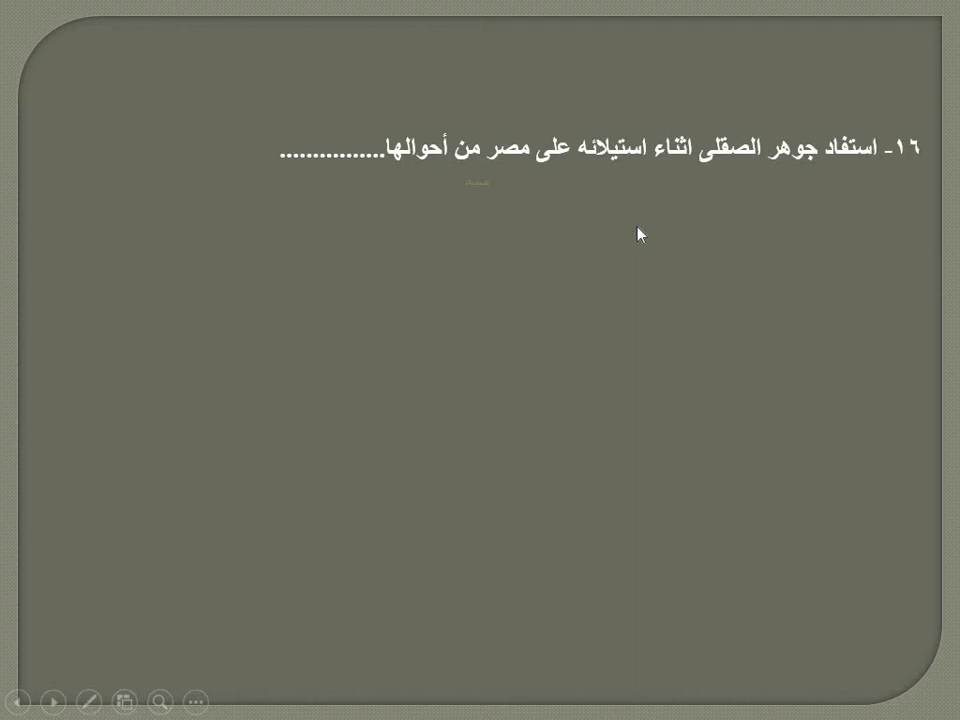 ١٦- استفاد جوهر الصقلى اثناء استيلائه على مصر من أحوالها................